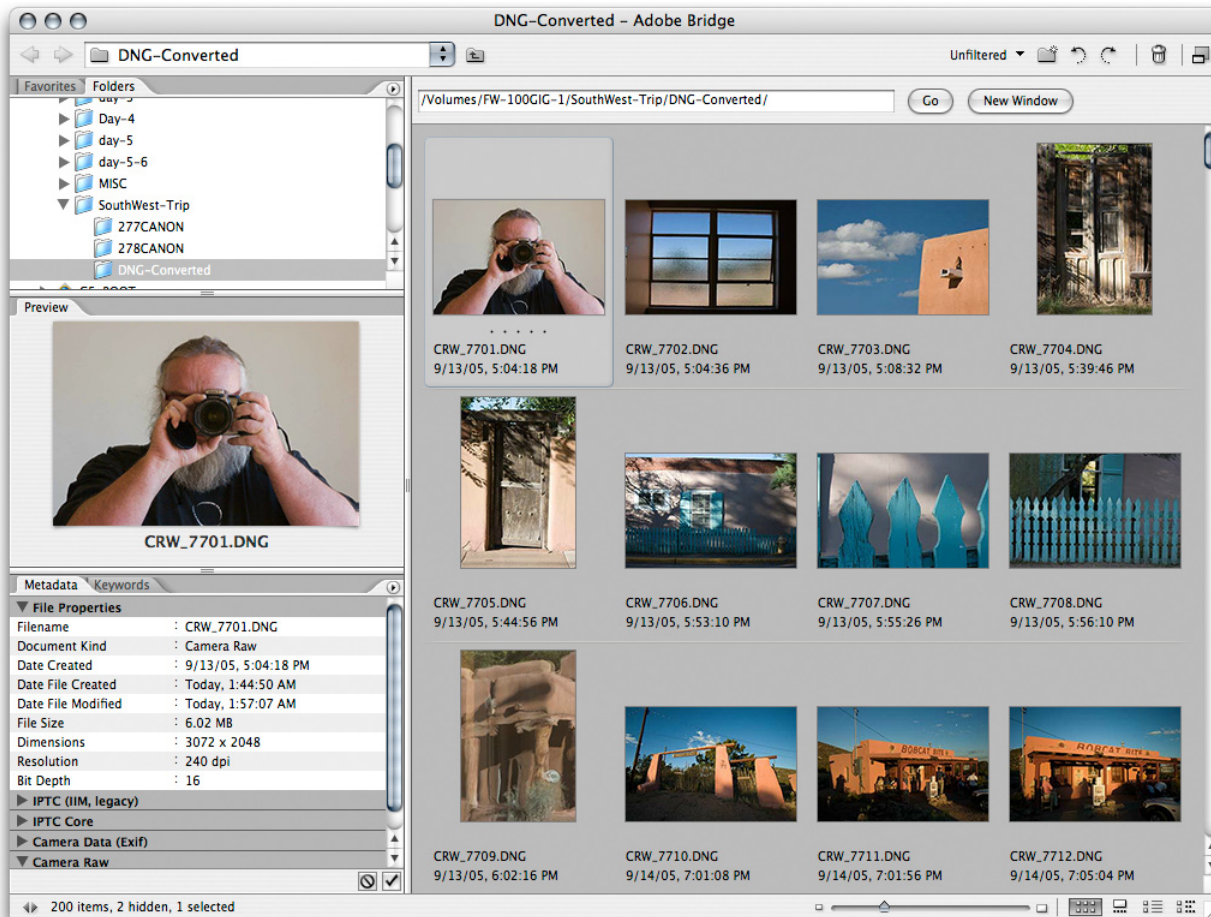 DNG-Converted – Adobe Bridge
DNG-Converted
Unfiltered
Favorites
Folders
day-3
Day-4
day-5
day-5-6
MISC
SouthWest-Trip
277CANON
278CANON
DNG-Converted
/Volumes/FW-100GIG-1/SouthWest-Trip/DNG-Converted/
Go
New Window
Preview
CRW_7701.DNG
Metadata
Keywords
File Properties
Filename : CRW_7701.DNG
Document Kind : Camera Raw
Date Created : 9/13/05, 5:04:18 PM
Date File Created : Today, 1:44:50 AM
Date File Modified : Today, 1:57:07 AM
File Size : 6.02 MB
Dimensions : 3072 x 2048
Resolution : 240 dpi
Bit Depth : 16
IPTC (IIM, legacy)
IPTC Core
Camera Data (Exif)
Camera Raw
CRW_7701.DNG
9/13/05, 5:04:18 PM
CRW_7702.DNG
9/13/05, 5:04:36 PM
CRW_7703.DNG
9/13/05, 5:08:32 PM
CRW_7704.DNG
9/13/05, 5:39:46 PM
CRW_7705.DNG
9/13/05, 5:44:56 PM
CRW_7706.DNG
9/13/05, 5:53:10 PM
CRW_7707.DNG
9/13/05, 5:55:26 PM
CRW_7708.DNG
9/13/05, 5:56:10 PM
BOBCAT BITE
BOBCAT BITE
CRW_7709.DNG
9/13/05, 6:02:16 PM
CRW_7710.DNG
9/14/05, 7:01:08 PM
CRW_7711.DNG
9/14/05, 7:01:56 PM
CRW_7712.DNG
9/14/05, 7:05:04 PM
200 items, 2 hidden, 1 selected